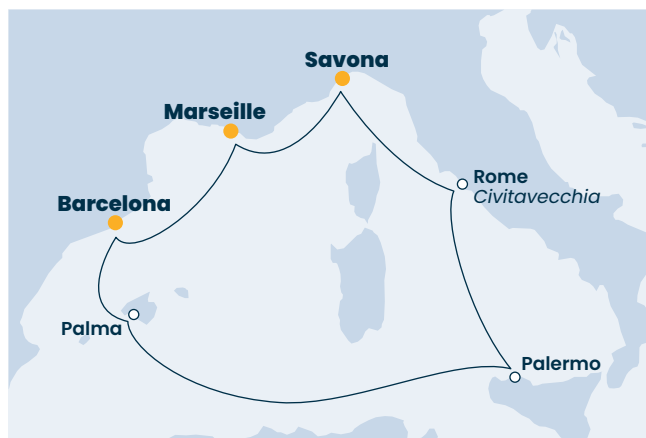 Savona
Marseille
Rome
Civitavecchia
Barcelona
Palma
Palermo